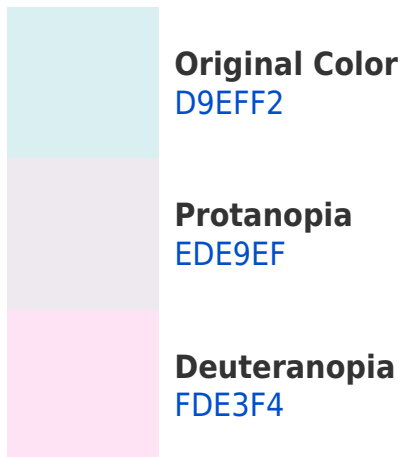 Original Color
D9EFF2
Protanopia
EDE9EF
Deuteranopia
FDE3F4